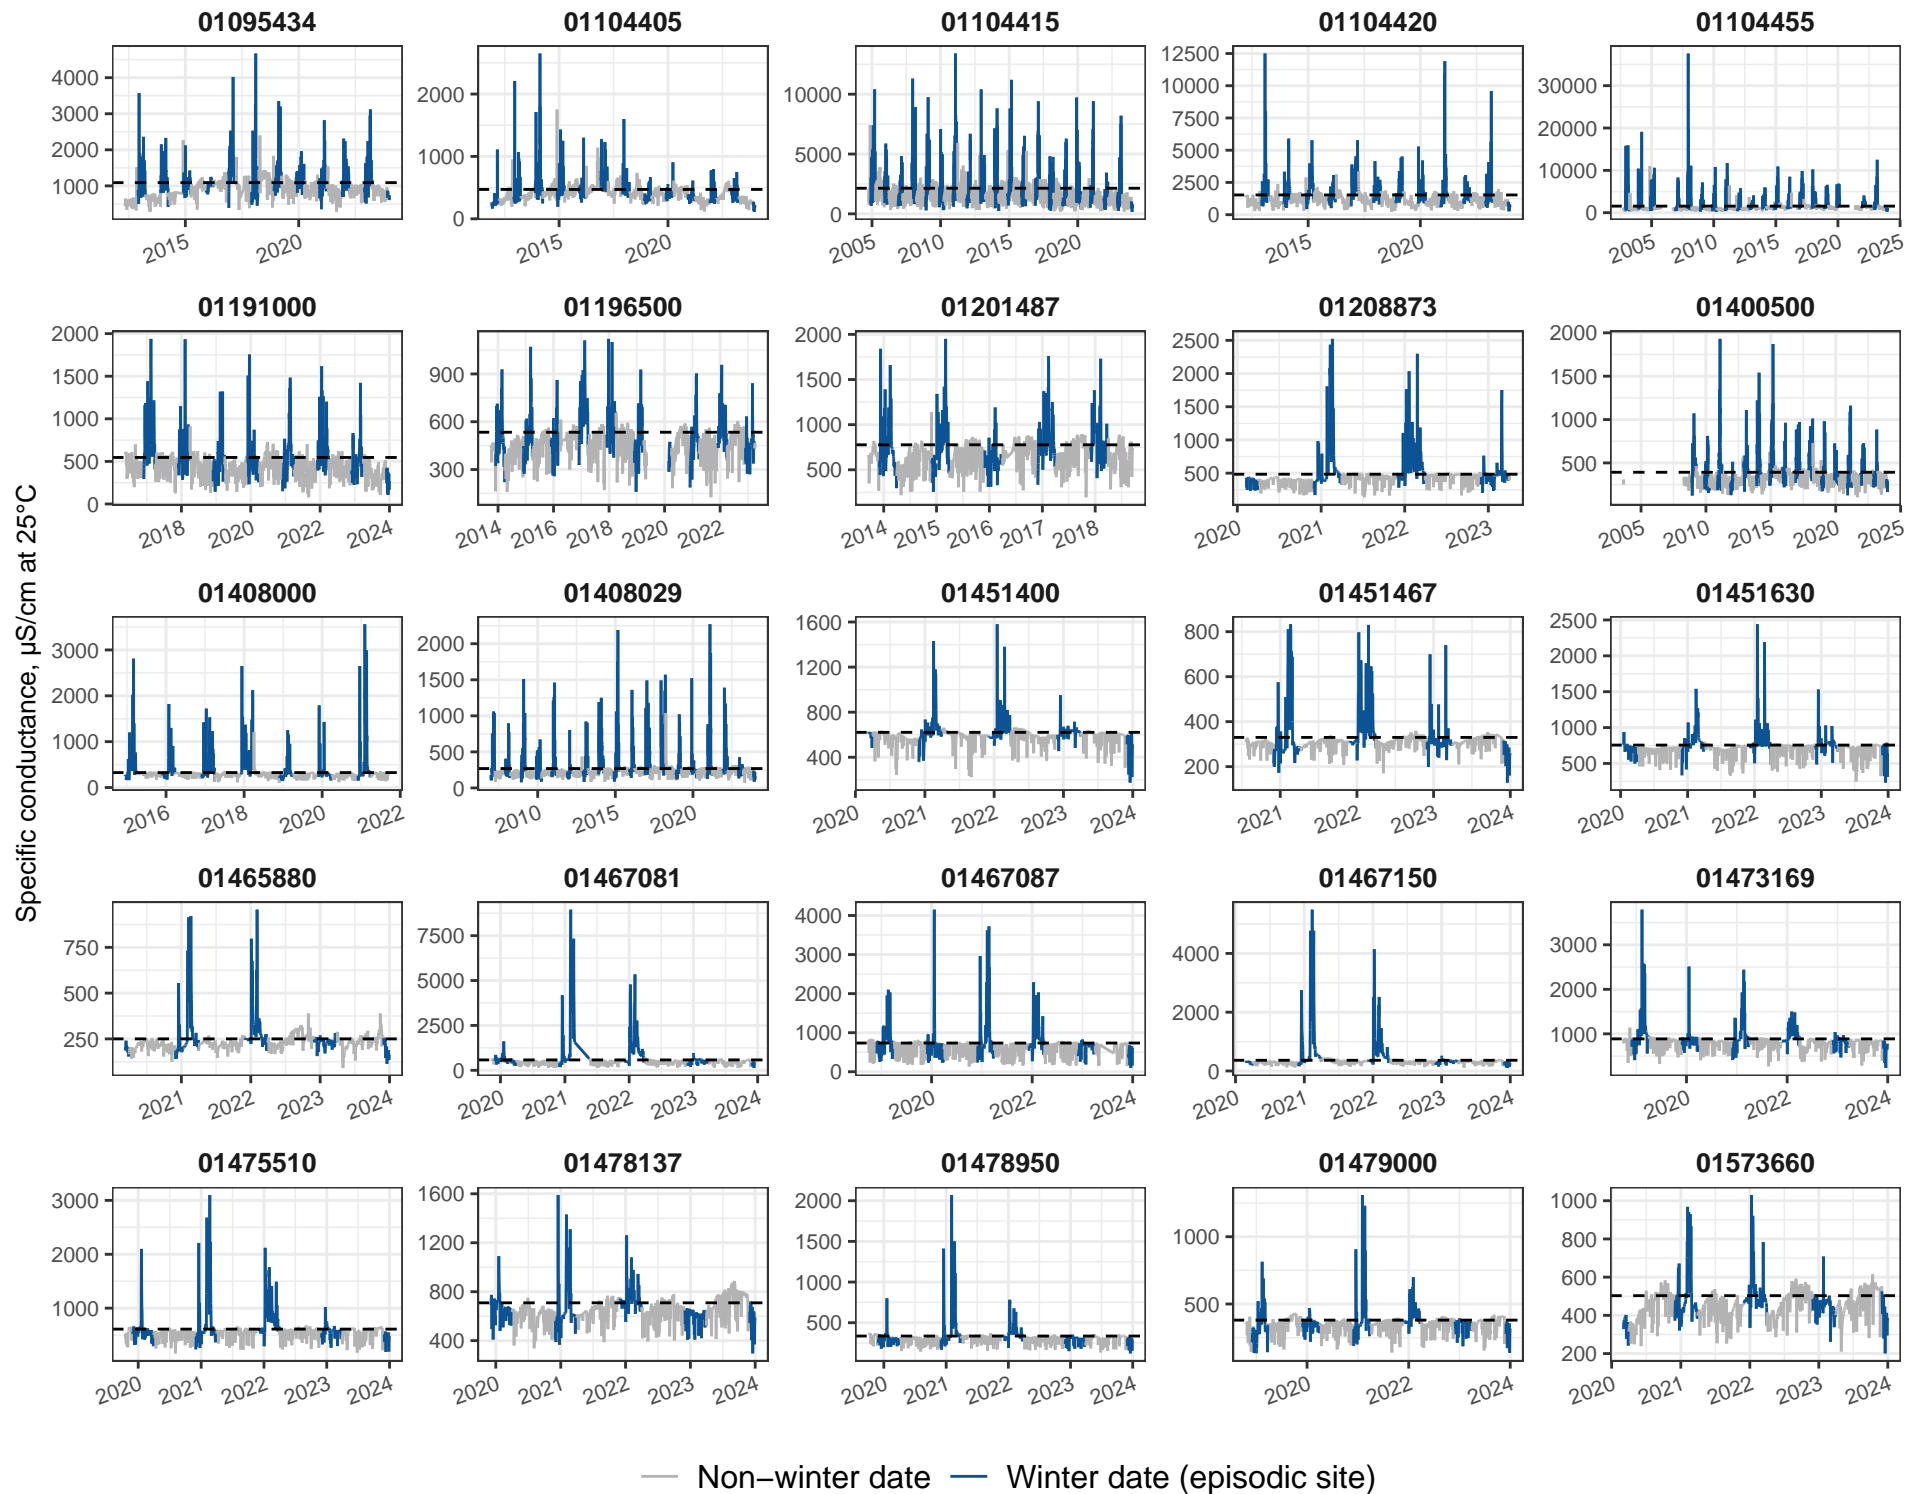 01095434 01104405 01104415 01104420 01104455
4000 3000 2000 1000
2000 1000 0
10000 5000 0
12500 10000 7500 5000 2500 0
30000 20000 10000 0
2015 2020
2015 2020
2005 2010 2015 2020
2015 2020
2005 2010 2015 2020 2025
01191000 01196500 01201487 01208873 01400500
2000 1500 1000 500 0
900 600 300
2000 1500 1000 500
2500 2000 1500 1000 500
2000 1500 1000 500
2018 2020 2022 2024
2014 2016 2018 2020 2022
2014 2015 2016 2017 2018
2020 2021 2022 2023
2005 2010 2015 2020 2025
Specific conductance, µS/cm at 25°C
01408000 01408029 01451400 01451467 01451630
3000 2000 1000 0
2000 1500 1000 500 0
1600 1200 800 400
800 600 400 200
2500 2000 1500 1000 500
2016 2018 2020 2022
2010 2015 2020
2020 2021 2022 2023 2024
2021 2022 2023 2024
2020 2021 2022 2023 2024
01465880 01467081 01467087 01467150 01473169
750 500 250
7500 5000 2500 0
4000 3000 2000 1000 0
4000 2000 0
3000 2000 1000
2021 2022 2023 2024
2020 2021 2022 2023 2024
2020 2022 2024
2020 2021 2022 2023 2024
2020 2022 2024
01475510 01478137 01478950 01479000 01573660
3000 2000 1000
1600 1200 800 400
2000 1500 1000 500
1000 500
1000 800 600 400 200
2020 2021 2022 2023 2024
2020 2021 2022 2023 2024
2020 2021 2022 2023 2024
2020 2022 2024
2020 2021 2022 2023 2024
Non−winter date Winter date (episodic site)